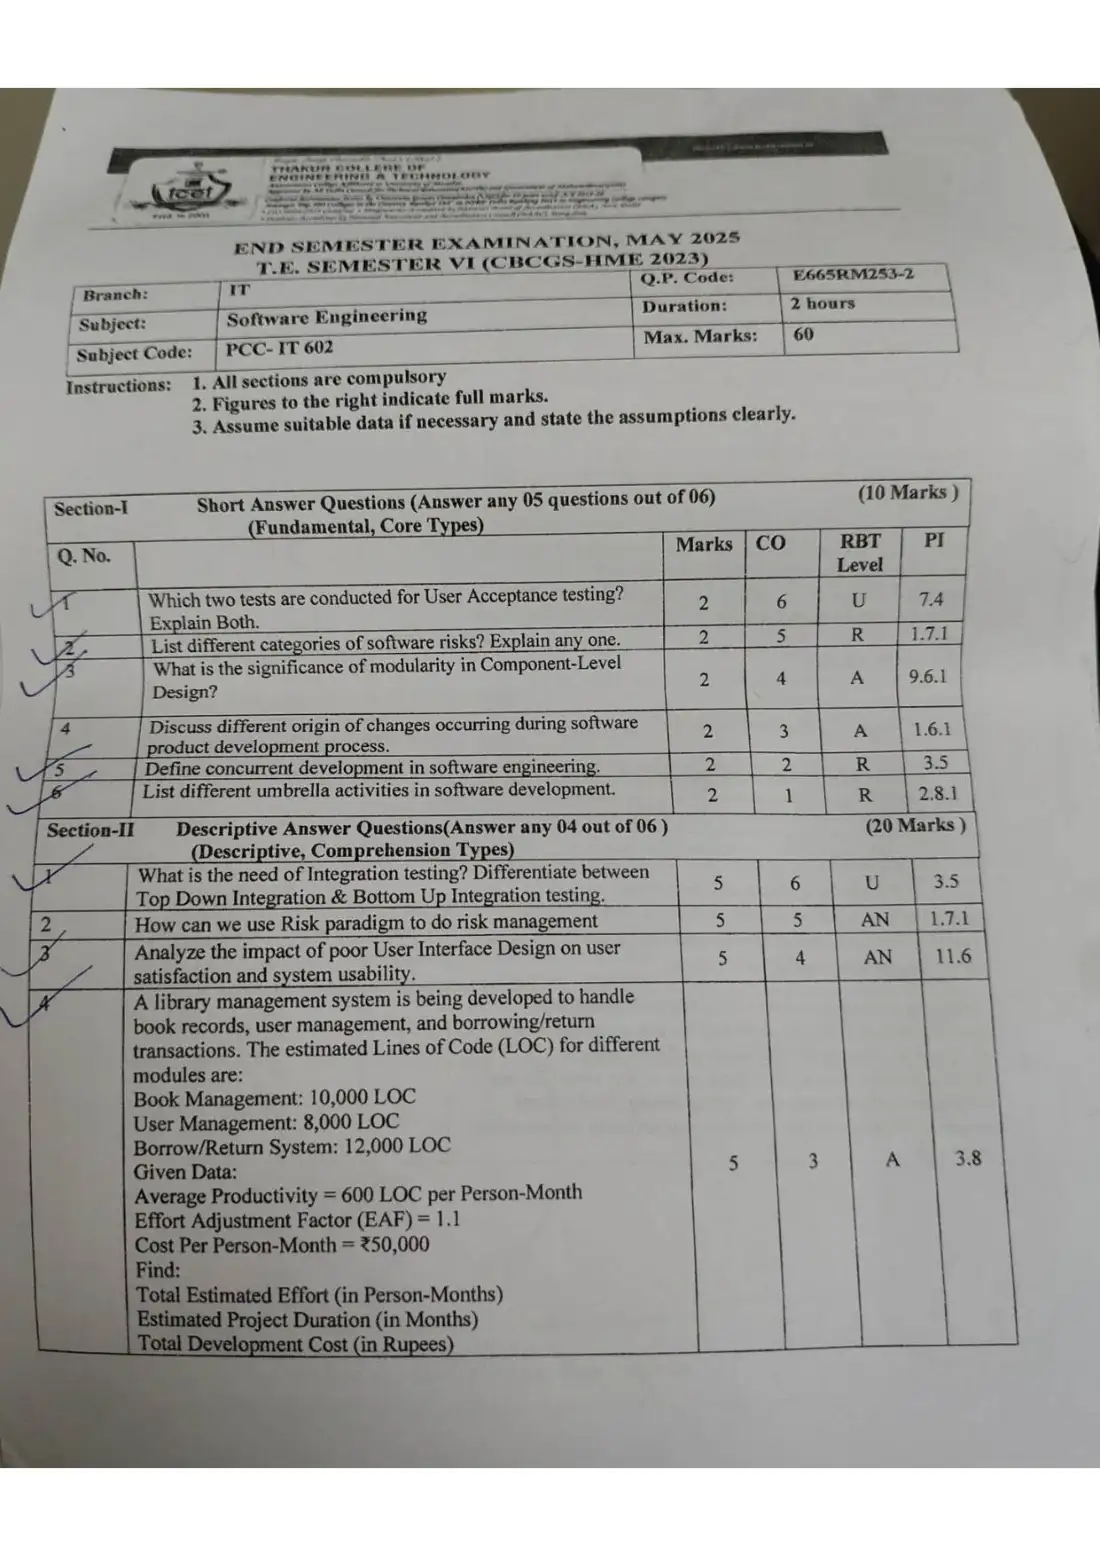 tcet
Estd. in 2001
THAKUR COLLEGE OF
ENGINEERING & TECHNOLOGY
END SEMESTER EXAMINATION, MAY 2025
T.E. SEMESTER VI (CBCGS-HME 2023)
Branch: IT Q.P. Code: E665RM253-2
Subject: Software Engineering Duration: 2 hours
Subject Code: PCC- IT 602 Max. Marks: 60
Instructions: 1. All sections are compulsory
2. Figures to the right indicate full marks.
3. Assume suitable data if necessary and state the assumptions clearly.
Section-I Short Answer Questions (Answer any 05 questions out of 06) (10 Marks )
(Fundamental, Core Types)
Q. No. Marks CO RBT PI
Level
1 Which two tests are conducted for User Acceptance testing? 2 6 U 7.4
Explain Both.
2 List different categories of software risks? Explain any one. 2 5 R 1.7.1
3 What is the significance of modularity in Component-Level 2 4 A 9.6.1
Design?
4 Discuss different origin of changes occurring during software 2 3 A 1.6.1
product development process.
5 Define concurrent development in software engineering. 2 2 R 3.5
6 List different umbrella activities in software development. 2 1 R 2.8.1
Section-II Descriptive Answer Questions(Answer any 04 out of 06 ) (20 Marks )
(Descriptive, Comprehension Types)
1 What is the need of Integration testing? Differentiate between 5 6 U 3.5
Top Down Integration & Bottom Up Integration testing.
2 How can we use Risk paradigm to do risk management 5 5 AN 1.7.1
3 Analyze the impact of poor User Interface Design on user 5 4 AN 11.6
satisfaction and system usability.
4 A library management system is being developed to handle
book records, user management, and borrowing/return
transactions. The estimated Lines of Code (LOC) for different
modules are:
Book Management: 10,000 LOC
User Management: 8,000 LOC
Borrow/Return System: 12,000 LOC
Given Data: 5 3 A 3.8
Average Productivity = 600 LOC per Person-Month
Effort Adjustment Factor (EAF) = 1.1
Cost Per Person-Month = ₹50,000
Find:
Total Estimated Effort (in Person-Months)
Estimated Project Duration (in Months)
Total Development Cost (in Rupees)